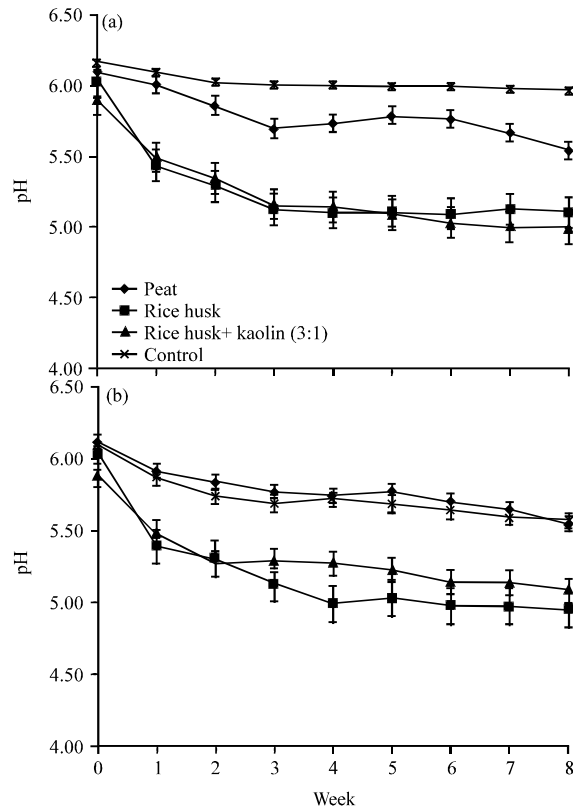 6.50
(a)
6.00
5.50
pH
5.00
4.50
4.00
Peat
Rice husk
Rice husk+ kaolin (3:1)
Control
6.50
(b)
6.00
5.50
pH
5.00
4.50
4.00
0 1 2 3 4 5 6 7 8
Week